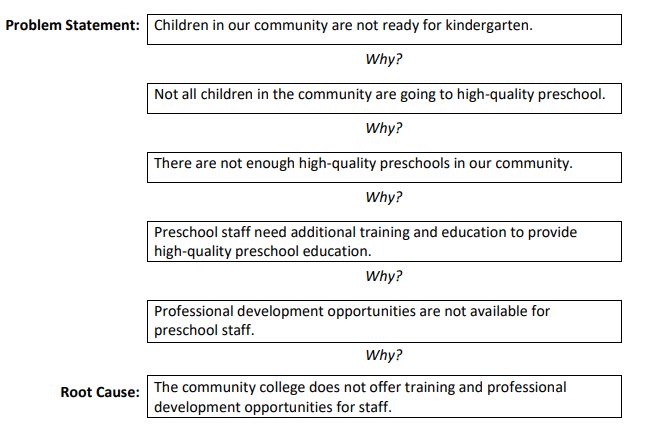 Problem Statement: Children in our community are not ready for kindergarten.
Why?
Not all children in the community are going to high-quality preschool.
Why?
There are not enough high-quality preschools in our community.
Why?
Preschool staff need additional training and education to provide
high-quality preschool education.
Why?
Professional development opportunities are not available for
preschool staff.
Why?
Root Cause: The community college does not offer training and professional
development opportunities for staff.